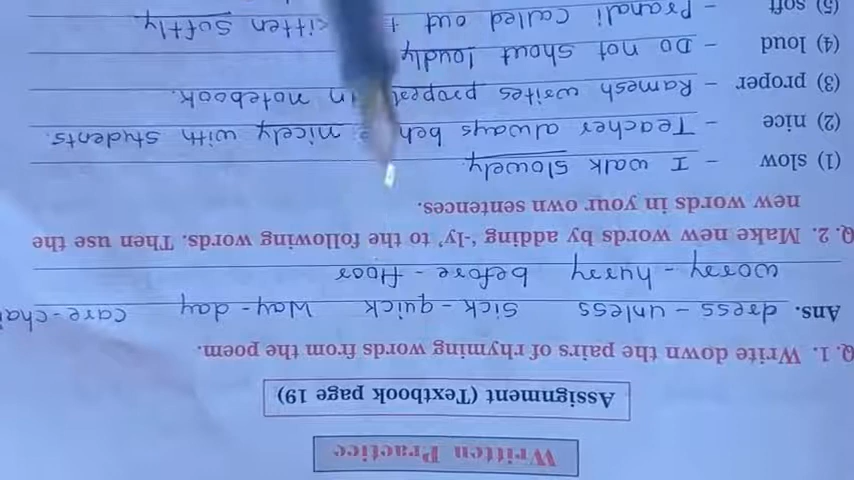 Written Practice
Assignment (Textbook page 19)
Q. 1. Write down the pairs of rhyming words from the poem.
Ans. dress - unless sick - quick Way - day care - chai
worry - hurry before - floor
Q. 2. Make new words by adding ‘-ly’ to the following words. Then use the
new words in your own sentences.
(1) slow - I walk slowely
(2) nice - Teacher always nicely with students.
(3) proper - Ramesh writes in notebook.
(4) loud - Do not shout loudly
(5) soft - Pranali called out softly